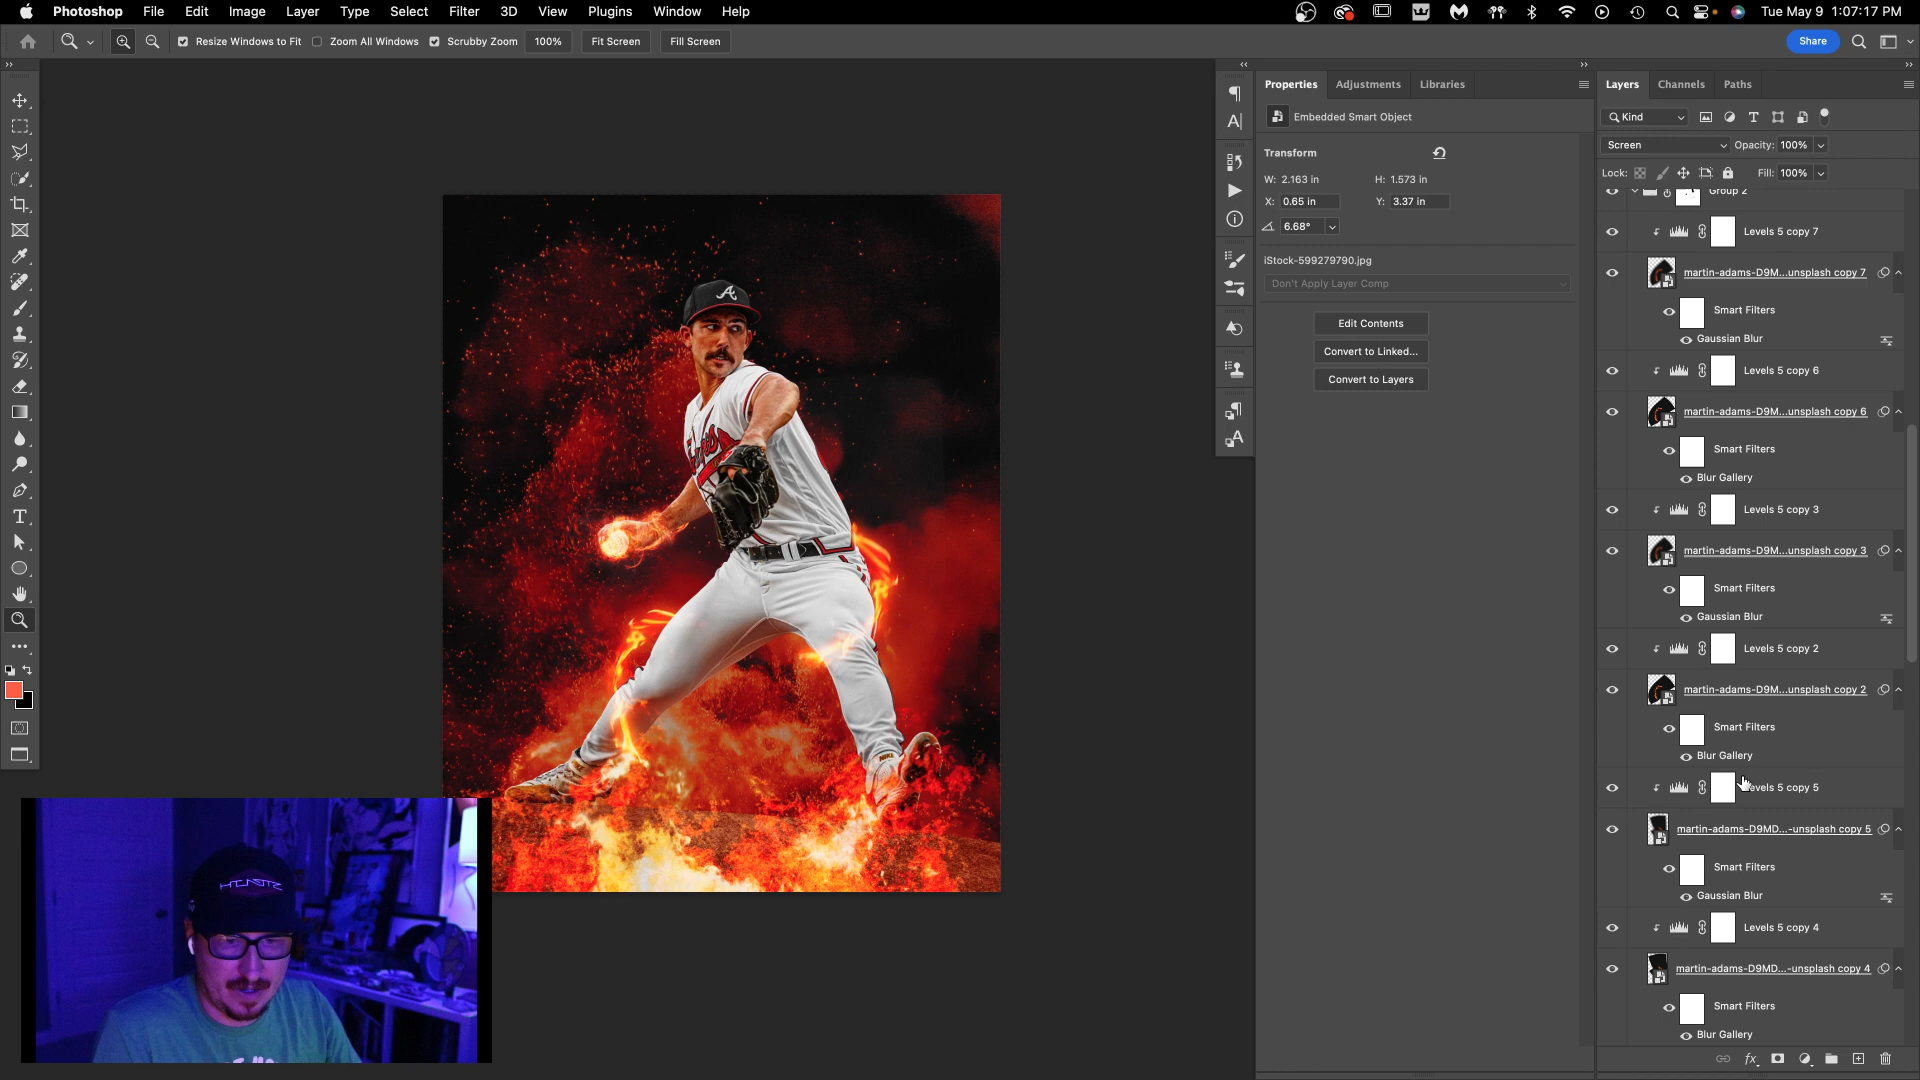 Photoshop File Edit Image Layer Type Select Filter 3D View Plugins Window Help Tue May 9 1:07:17 PM
Resize Windows to Fit Zoom All Windows Scrubby Zoom 100% Fit Screen Fill Screen Share
Properties Adjustments Libraries
Embedded Smart Object
Transform
W: 2.163 in H: 1.573 in
X: 0.65 in Y: 3.37 in
6.68°
iStock-599279790.jpg
Don't Apply Layer Comp
Edit Contents
Convert to Linked...
Convert to Layers
Layers Channels Paths
Kind
Screen Opacity: 100%
Lock: Fill: 100%
Group 2
Levels 5 copy 7
martin-adams-D9M...unsplash copy 7
Smart Filters
Gaussian Blur
Levels 5 copy 6
martin-adams-D9M...unsplash copy 6
Smart Filters
Blur Gallery
Levels 5 copy 3
martin-adams-D9M...unsplash copy 3
Smart Filters
Gaussian Blur
Levels 5 copy 2
martin-adams-D9M...unsplash copy 2
Smart Filters
Blur Gallery
Levels 5 copy 5
martin-adams-D9MD...-unsplash copy 5
Smart Filters
Gaussian Blur
Levels 5 copy 4
martin-adams-D9MD...-unsplash copy 4
Smart Filters
Blur Gallery
A
NIKE